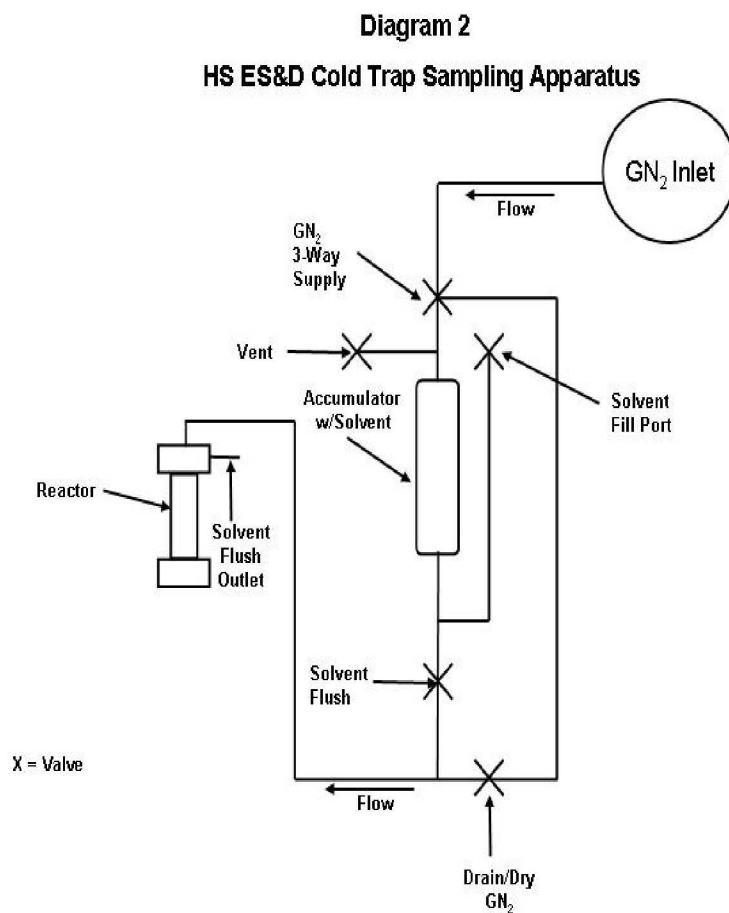 Diagram 2
HS ES&D Cold Trap Sampling Apparatus
GN₂ Inlet
Flow
GN₂
3-Way
Supply
Vent
Accumulator
w/Solvent
Solvent
Fill Port
Reactor
Solvent
Flush
Outlet
Solvent
Flush
X = Valve
Flow
Drain/Dry
GN₂